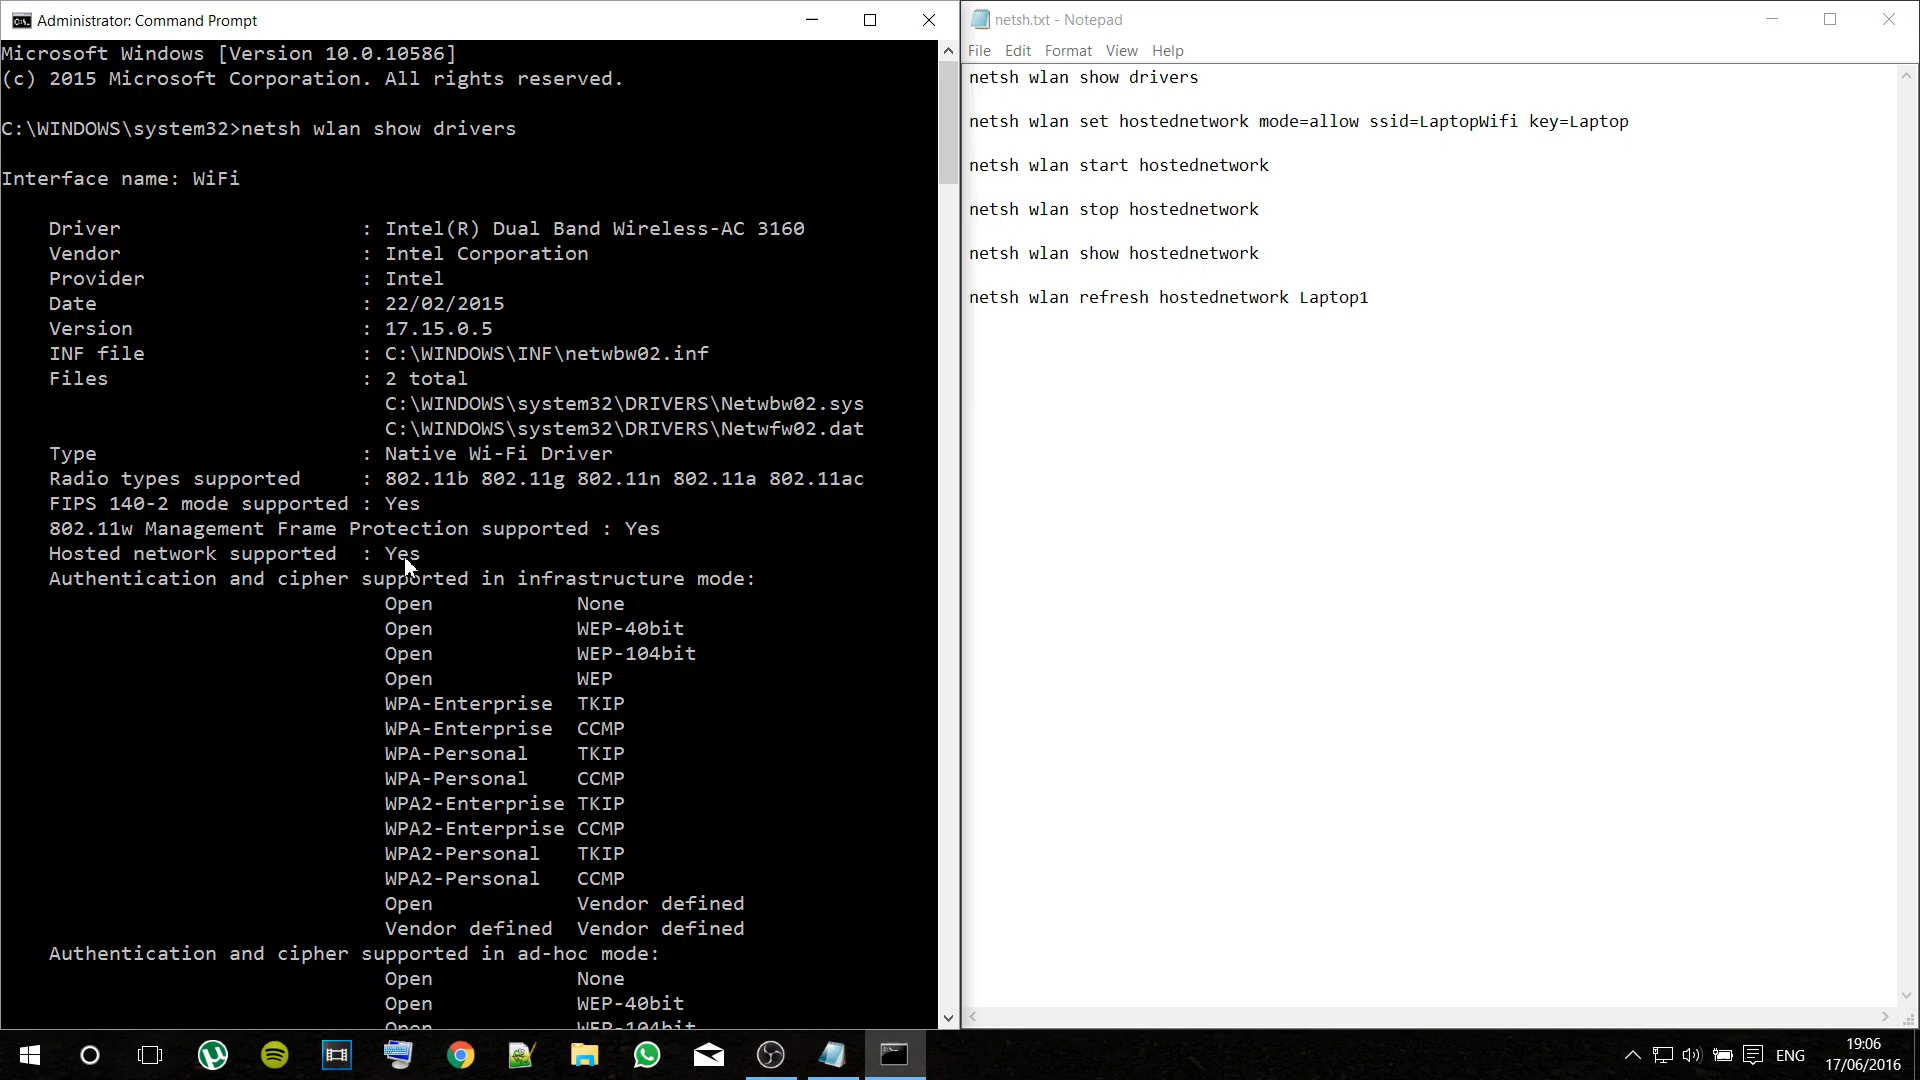 Administrator: Command Prompt
Microsoft Windows [Version 10.0.10586]
(c) 2015 Microsoft Corporation. All rights reserved.
C:\WINDOWS\system32>netsh wlan show drivers
Interface name: WiFi
Driver : Intel(R) Dual Band Wireless-AC 3160
Vendor : Intel Corporation
Provider : Intel
Date : 22/02/2015
Version : 17.15.0.5
INF file : C:\WINDOWS\INF\netwbw02.inf
Files : 2 total
C:\WINDOWS\system32\DRIVERS\Netwbw02.sys
C:\WINDOWS\system32\DRIVERS\Netwfw02.dat
Type : Native Wi-Fi Driver
Radio types supported : 802.11b 802.11g 802.11n 802.11a 802.11ac
FIPS 140-2 mode supported : Yes
802.11w Management Frame Protection supported : Yes
Hosted network supported : Yes
Authentication and cipher supported in infrastructure mode:
Open None
Open WEP-40bit
Open WEP-104bit
Open WEP
WPA-Enterprise TKIP
WPA-Enterprise CCMP
WPA-Personal TKIP
WPA-Personal CCMP
WPA2-Enterprise TKIP
WPA2-Enterprise CCMP
WPA2-Personal TKIP
WPA2-Personal CCMP
Open Vendor defined
Vendor defined Vendor defined
Authentication and cipher supported in ad-hoc mode:
Open None
Open WEP-40bit
Open WEP-104bit
netsh.txt - Notepad
File Edit Format View Help
netsh wlan show drivers
netsh wlan set hostednetwork mode=allow ssid=LaptopWifi key=Laptop
netsh wlan start hostednetwork
netsh wlan stop hostednetwork
netsh wlan show hostednetwork
netsh wlan refresh hostednetwork Laptop1
ENG
19:06
17/06/2016